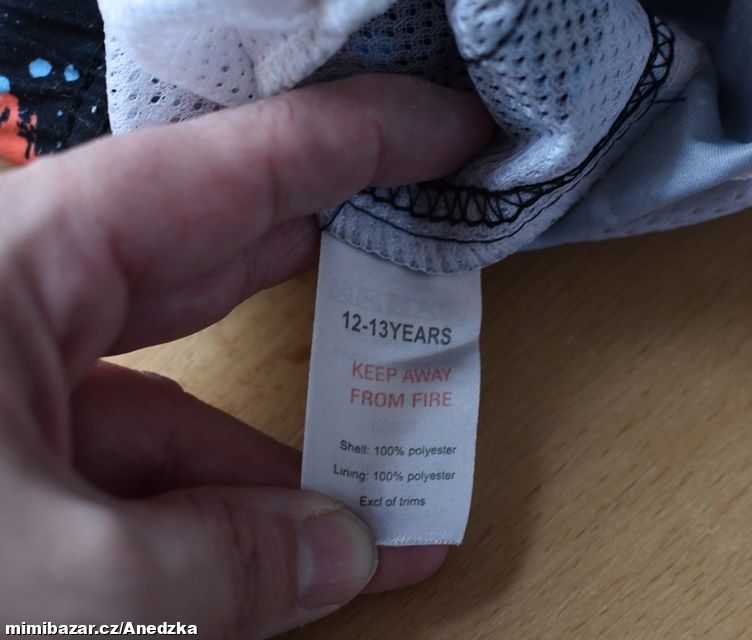 12-13YEARS
KEEP AWAY
FROM FIRE
Shell: 100% polyester
Lining: 100% polyester
Excl of trims
mimibazar.cz/Anedzka